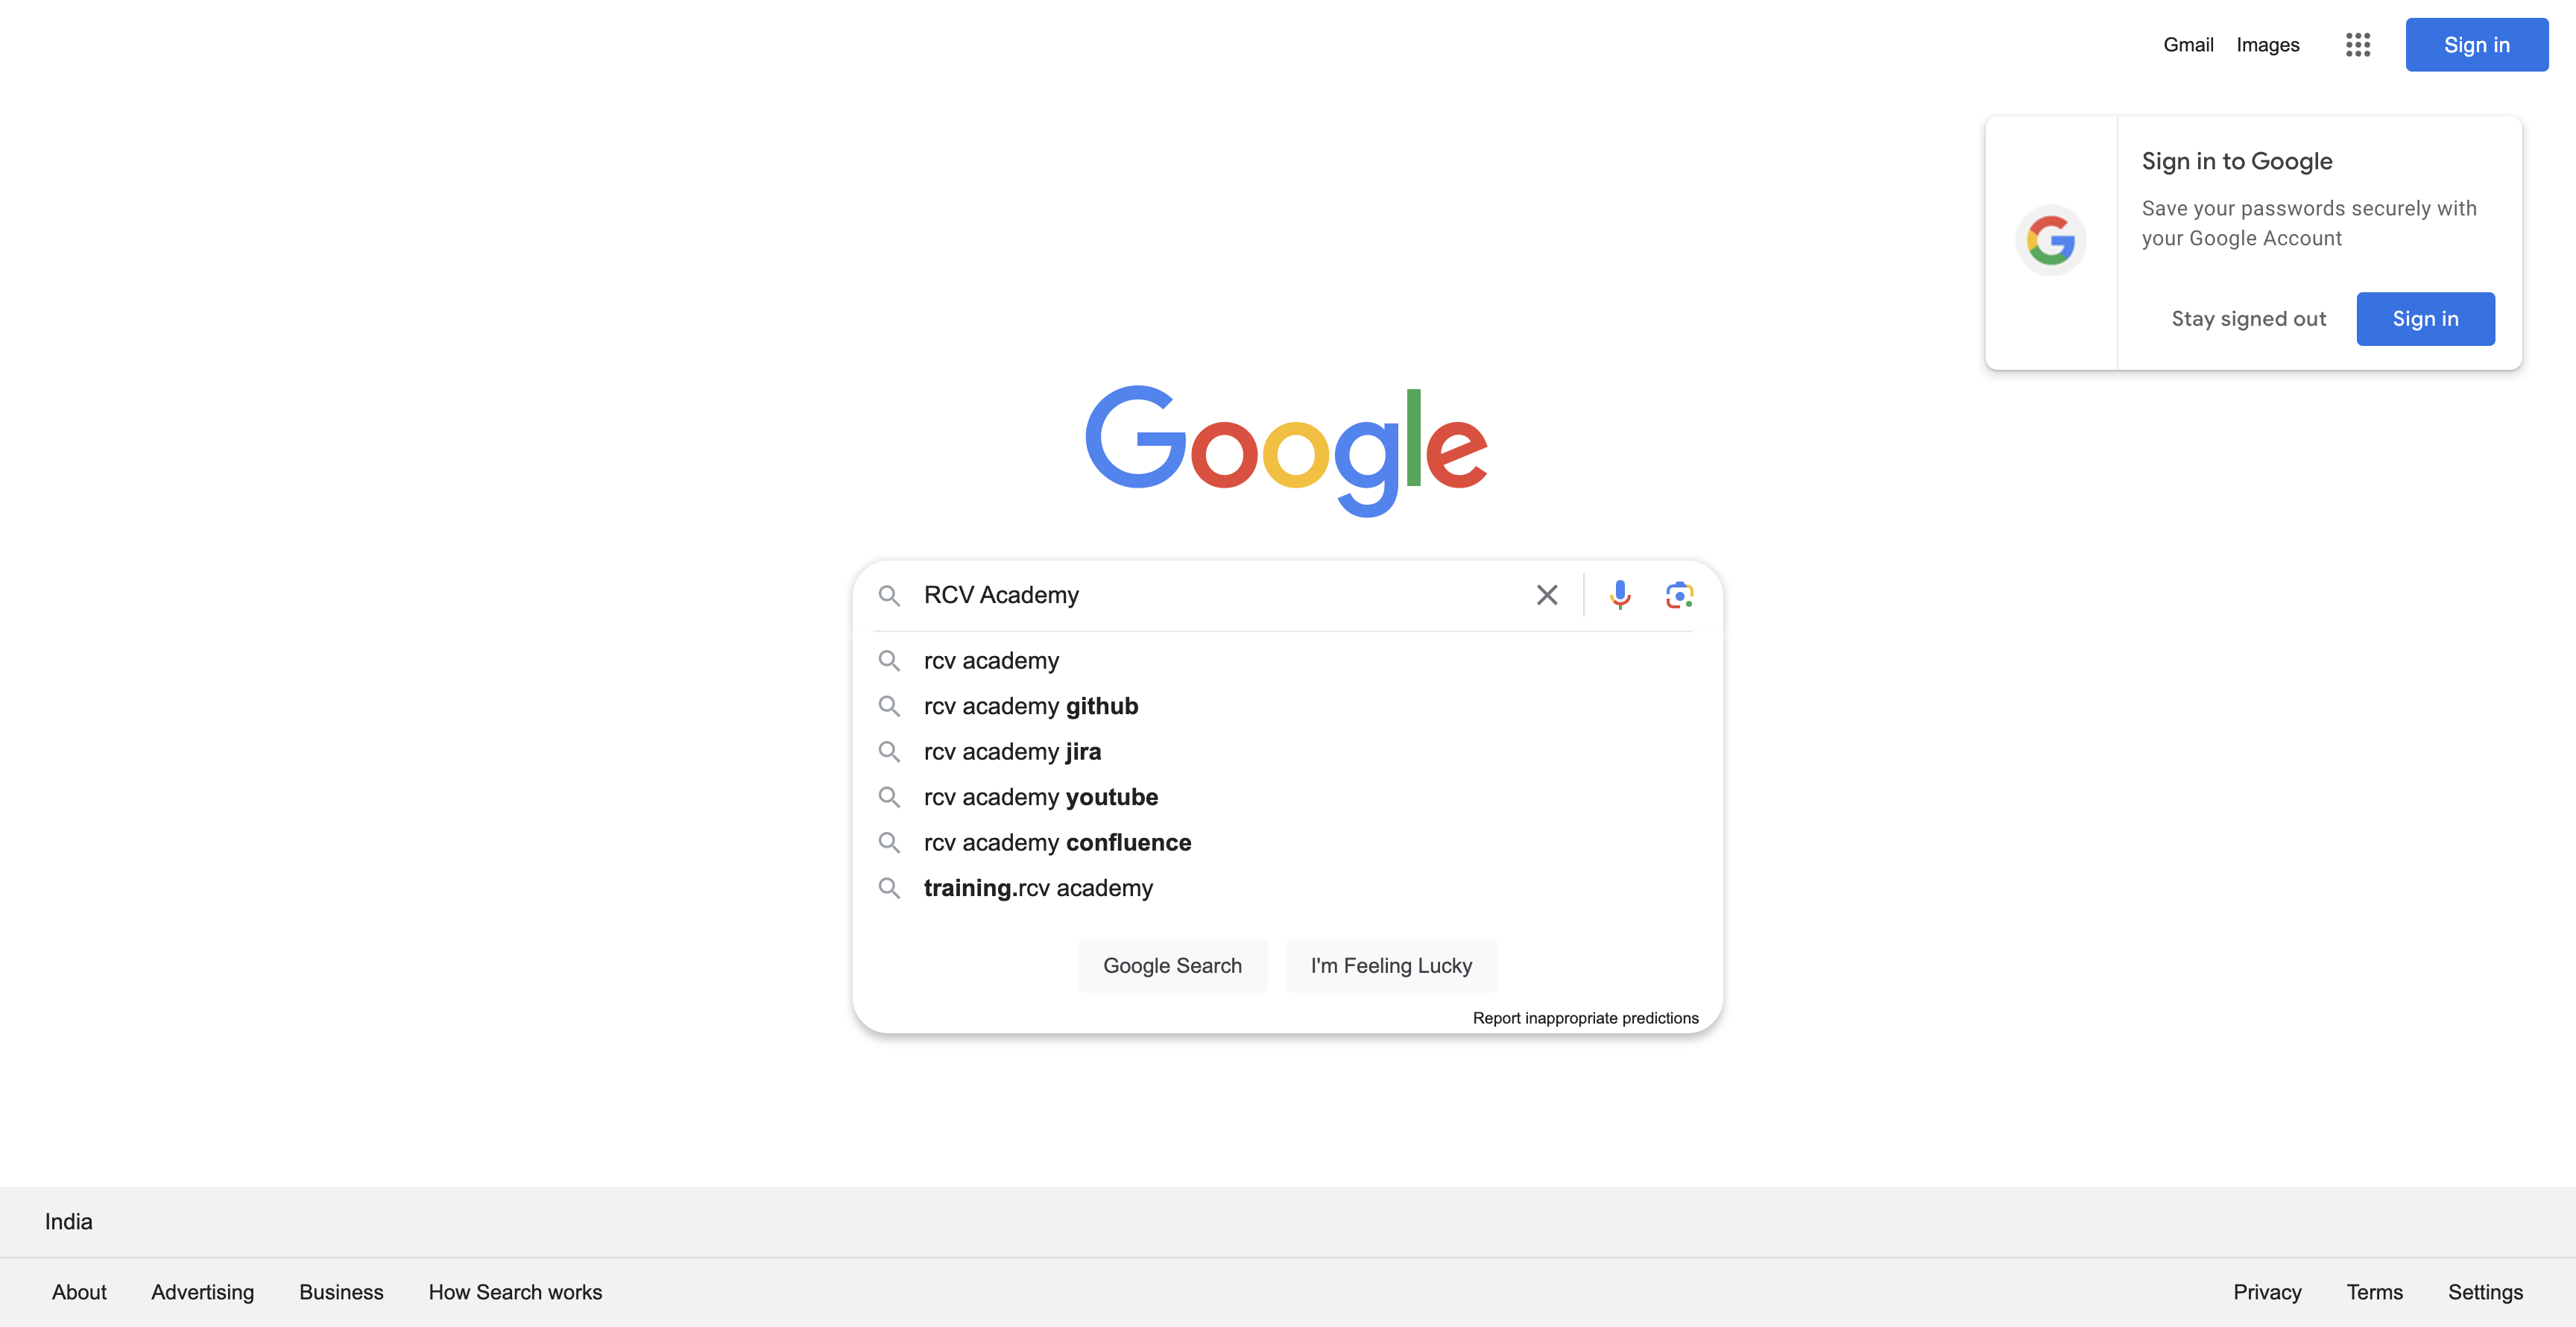 Gmail Images Sign in
Sign in to Google
Save your passwords securely with
your Google Account
Stay signed out Sign in
Google
RCV Academy
rcv academy
rcv academy github
rcv academy jira
rcv academy youtube
rcv academy confluence
training.rcv academy
Google Search I'm Feeling Lucky
Report inappropriate predictions
India
About Advertising Business How Search works Privacy Terms Settings